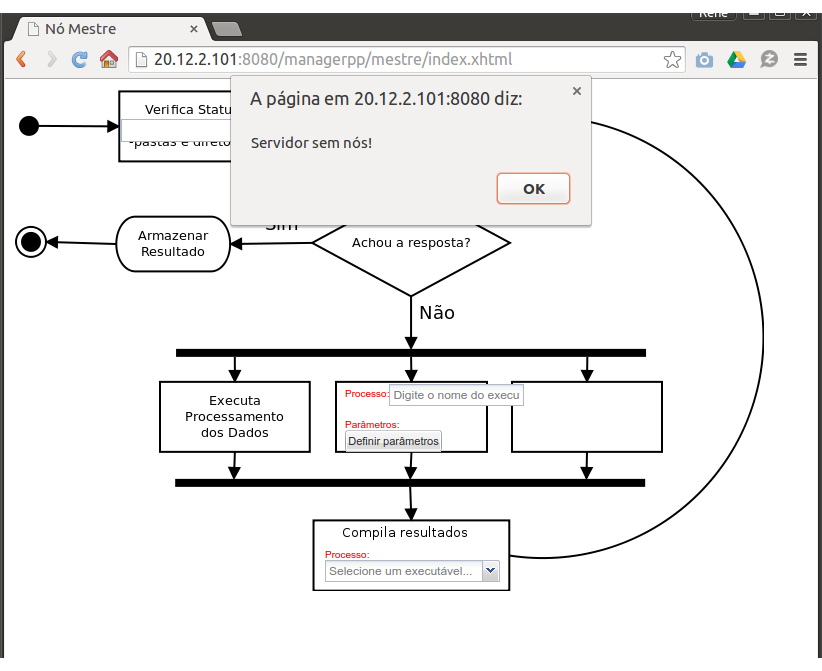 Rene
Nó Mestre
20.12.2.101:8080/managerpp/mestre/index.xhtml
A página em 20.12.2.101:8080 diz:
Servidor sem nós!
OK
Verifica Statu
-pastas e direto
Sim
Armazenar
Resultado
Achou a resposta?
Não
Executa
Processamento
dos Dados
Processo: Digite o nome do execu
Parâmetros:
Definir parâmetros
Compila resultados
Processo:
Selecione um executável...